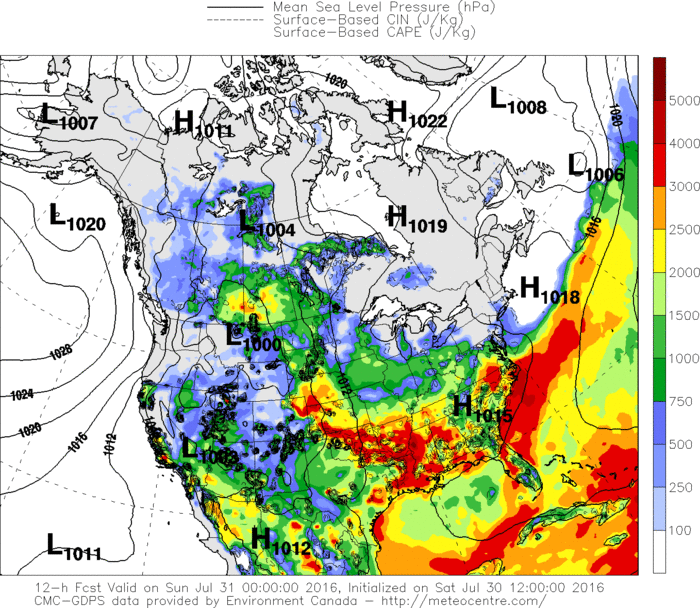 Mean Sea Level Pressure (hPa)
Surface-Based CIN (J/Kg)
Surface-Based CAPE (J/Kg)
1020
L1007
H1011
H1022
L1008
1020
5000
4000
L1006
3000
L1020
L1004
H1019
1016
2500
2000
H1018
1500
L1000
1028
1000
1024
750
1020
H1015
1016
1012
500
250
L1011
H1012
100
12-h Fcst Valid on Sun Jul 31 00:00:00 2016, Initialized on Sat Jul 30 12:00:00 2016
CMC-GDPS data provided by Environment Canada - http://meteocentre.com/